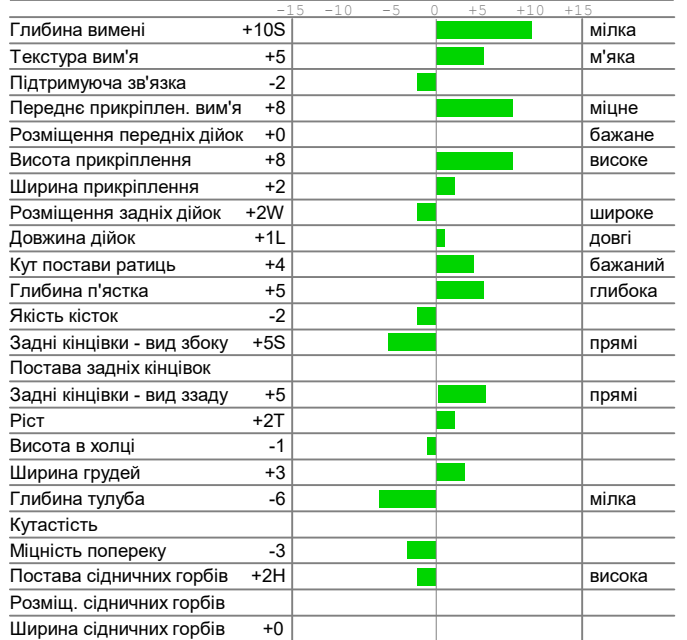 -15 -10 -5 0 +5 +10 +15
Глибина вимені +10S мілка
Текстура вим'я +5 м'яка
Підтримуюча зв'язка -2
Переднє прикріплен. вим'я +8 міцне
Розміщення передніх дійок +0 бажане
Висота прикріплення +8 високе
Ширина прикріплення +2
Розміщення задніх дійок +2W широке
Довжина дійок +1L довгі
Кут постави ратиць +4 бажаний
Глибина п'ястка +5 глибока
Якість кісток -2
Задні кінцівки - вид збоку +5S прямі
Постава задніх кінцівок
Задні кінцівки - вид ззаду +5 прямі
Ріст +2T
Висота в холці -1
Ширина грудей +3
Глибина тулуба -6 мілка
Кутастість
Міцність попереку -3
Постава сідничних горбів +2H висока
Розміщ. сідничних горбів
Ширина сідничних горбів +0